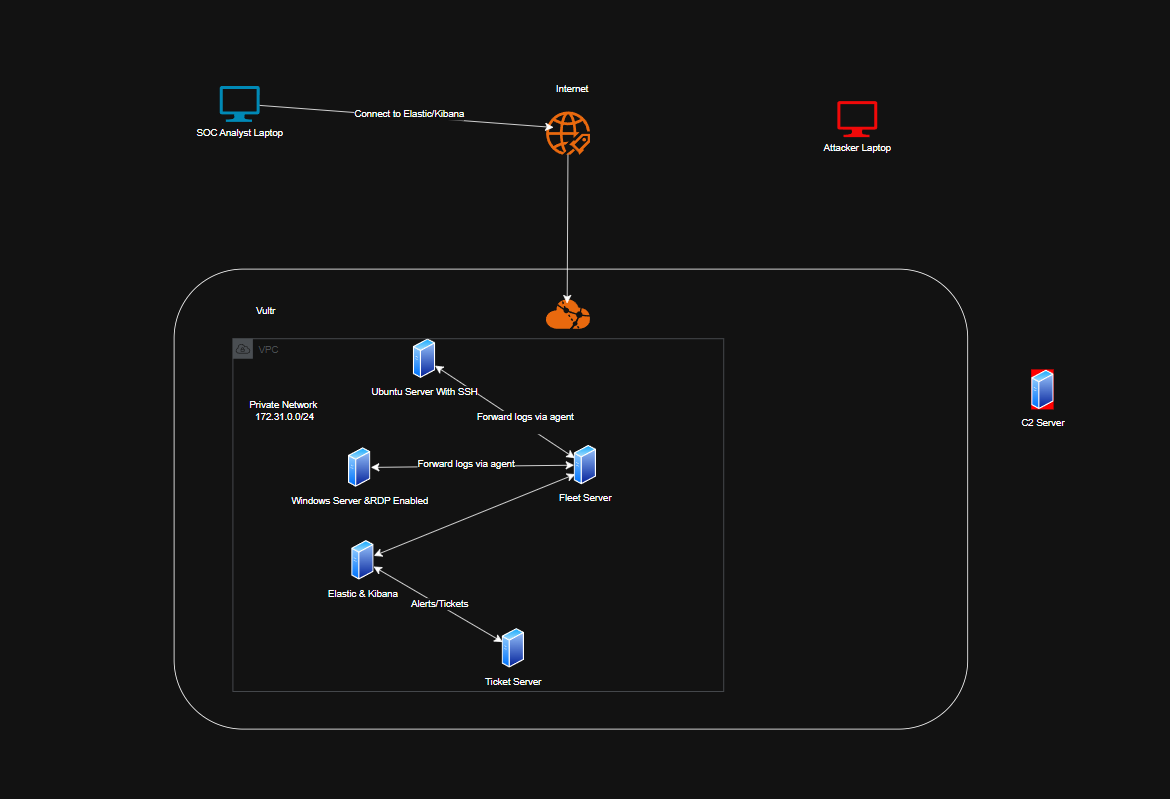 Internet
Connect to Elastic/Kibana
SOC Analyst Laptop
Attacker Laptop
Vultr
VPC
Ubuntu Server With SSH
Private Network
172.31.0.0/24
Forward logs via agent
C2 Server
Forward logs via agent
Fleet Server
Windows Server &RDP Enabled
Elastic & Kibana
Alerts/Tickets
Ticket Server